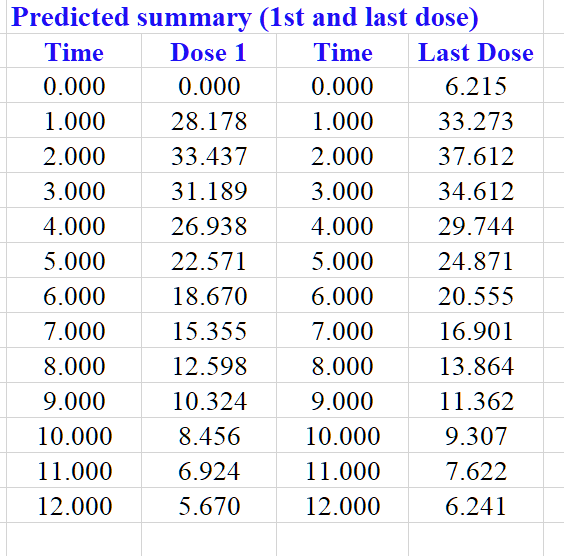 Predicted summary (1st and last dose)
Time Dose 1 Time Last Dose
0.000 0.000 0.000 6.215
1.000 28.178 1.000 33.273
2.000 33.437 2.000 37.612
3.000 31.189 3.000 34.612
4.000 26.938 4.000 29.744
5.000 22.571 5.000 24.871
6.000 18.670 6.000 20.555
7.000 15.355 7.000 16.901
8.000 12.598 8.000 13.864
9.000 10.324 9.000 11.362
10.000 8.456 10.000 9.307
11.000 6.924 11.000 7.622
12.000 5.670 12.000 6.241